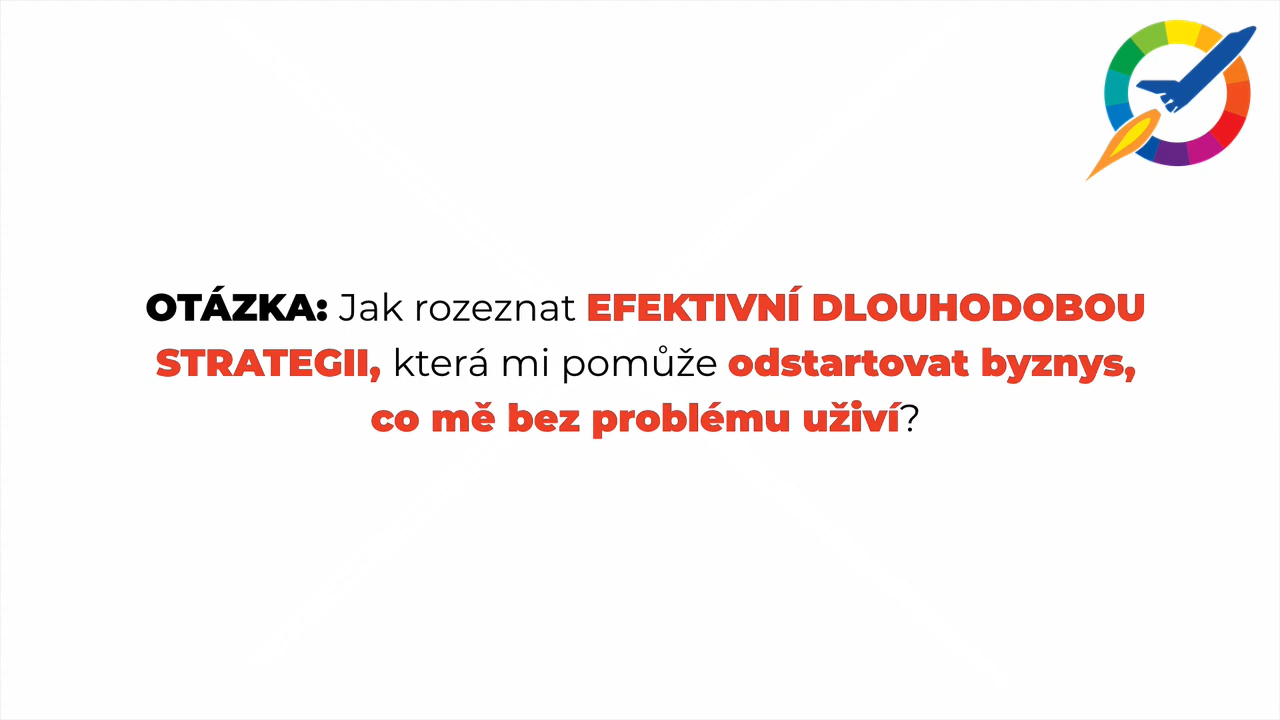 OTÁZKA: Jak rozeznat EFEKTIVNÍ DLOUHODOBOU
STRATEGII, která mi pomůže odstartovat byznys,
co mě bez problému uživí?